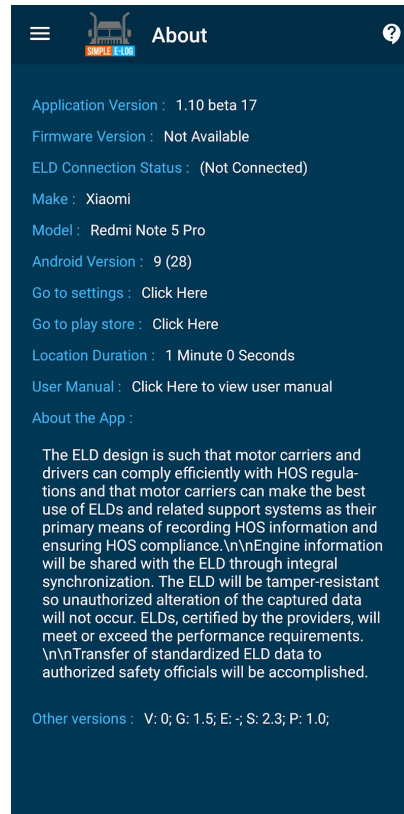 SIMPLE E-LOG
About
Application Version : 1.10 beta 17
Firmware Version : Not Available
ELD Connection Status : (Not Connected)
Make : Xiaomi
Model : Redmi Note 5 Pro
Android Version : 9 (28)
Go to settings : Click Here
Go to play store : Click Here
Location Duration : 1 Minute 0 Seconds
User Manual : Click Here to view user manual
About the App :
The ELD design is such that motor carriers and
drivers can comply efficiently with HOS regula-
tions and that motor carriers can make the best
use of ELDs and related support systems as their
primary means of recording HOS information and
ensuring HOS compliance.\n\nEngine information
will be shared with the ELD through integral
synchronization. The ELD will be tamper-resistant
so unauthorized alteration of the captured data
will not occur. ELDs, certified by the providers, will
meet or exceed the performance requirements.
\n\nTransfer of standardized ELD data to
authorized safety officials will be accomplished.
Other versions : V: 0; G: 1.5; E: -; S: 2.3; P: 1.0;